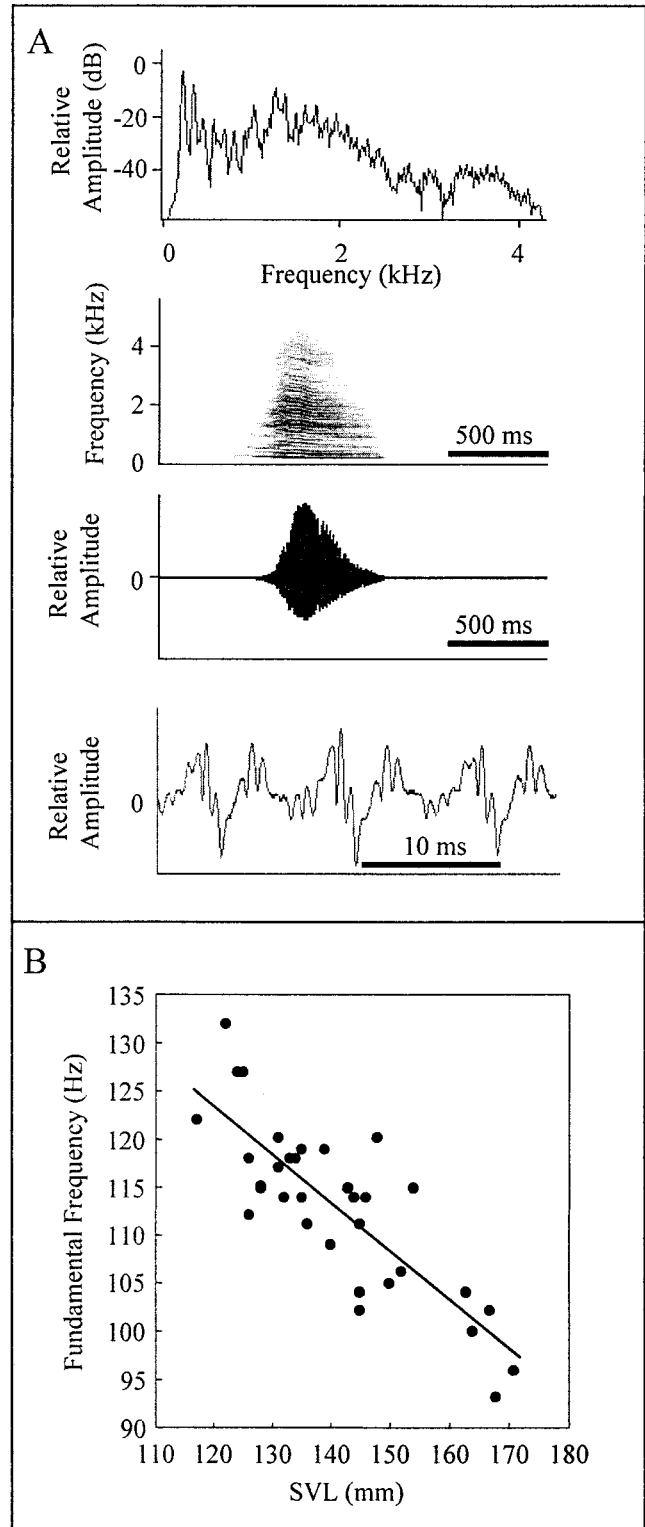 A
Relative
Amplitude (dB)
0
-20
-40
0 2 4
Frequency (kHz)
Frequency (kHz)
4
2
0
500 ms
Relative
Amplitude
0
500 ms
Relative
Amplitude
0
10 ms
B
Fundamental Frequency (Hz)
135
130
125
120
115
110
105
100
95
90
110 120 130 140 150 160 170 180
SVL (mm)